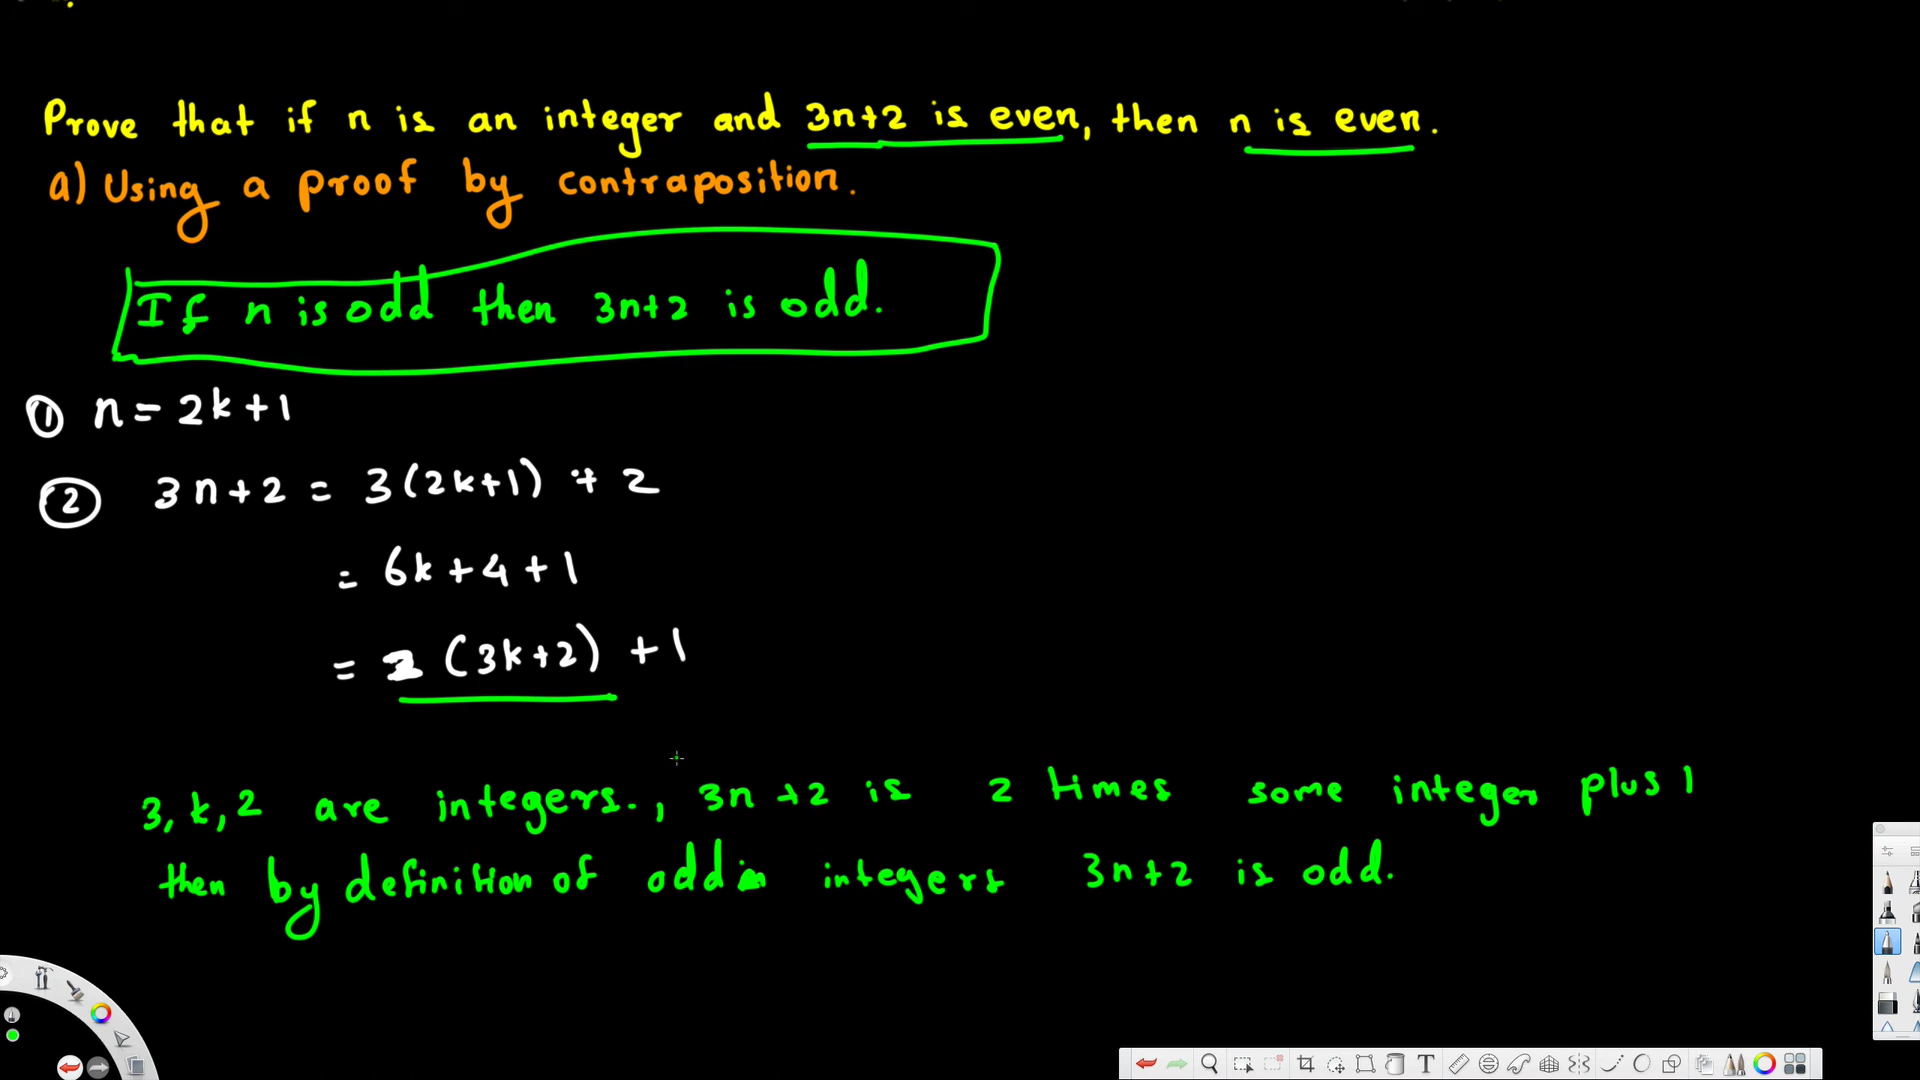 Prove that if n is an integer and 3n+2 is even, then n is even.
a) Using a proof by contraposition.
If n is odd then 3n+2 is odd.
① n = 2k+1
② 3n+2 = 3(2k+1) + 2
= 6k+4+1
= 2 (3k+2) +1
3, k, 2 are integers., 3n+2 is 2 times some integer plus 1
then by definition of odd integers 3n+2 is odd.